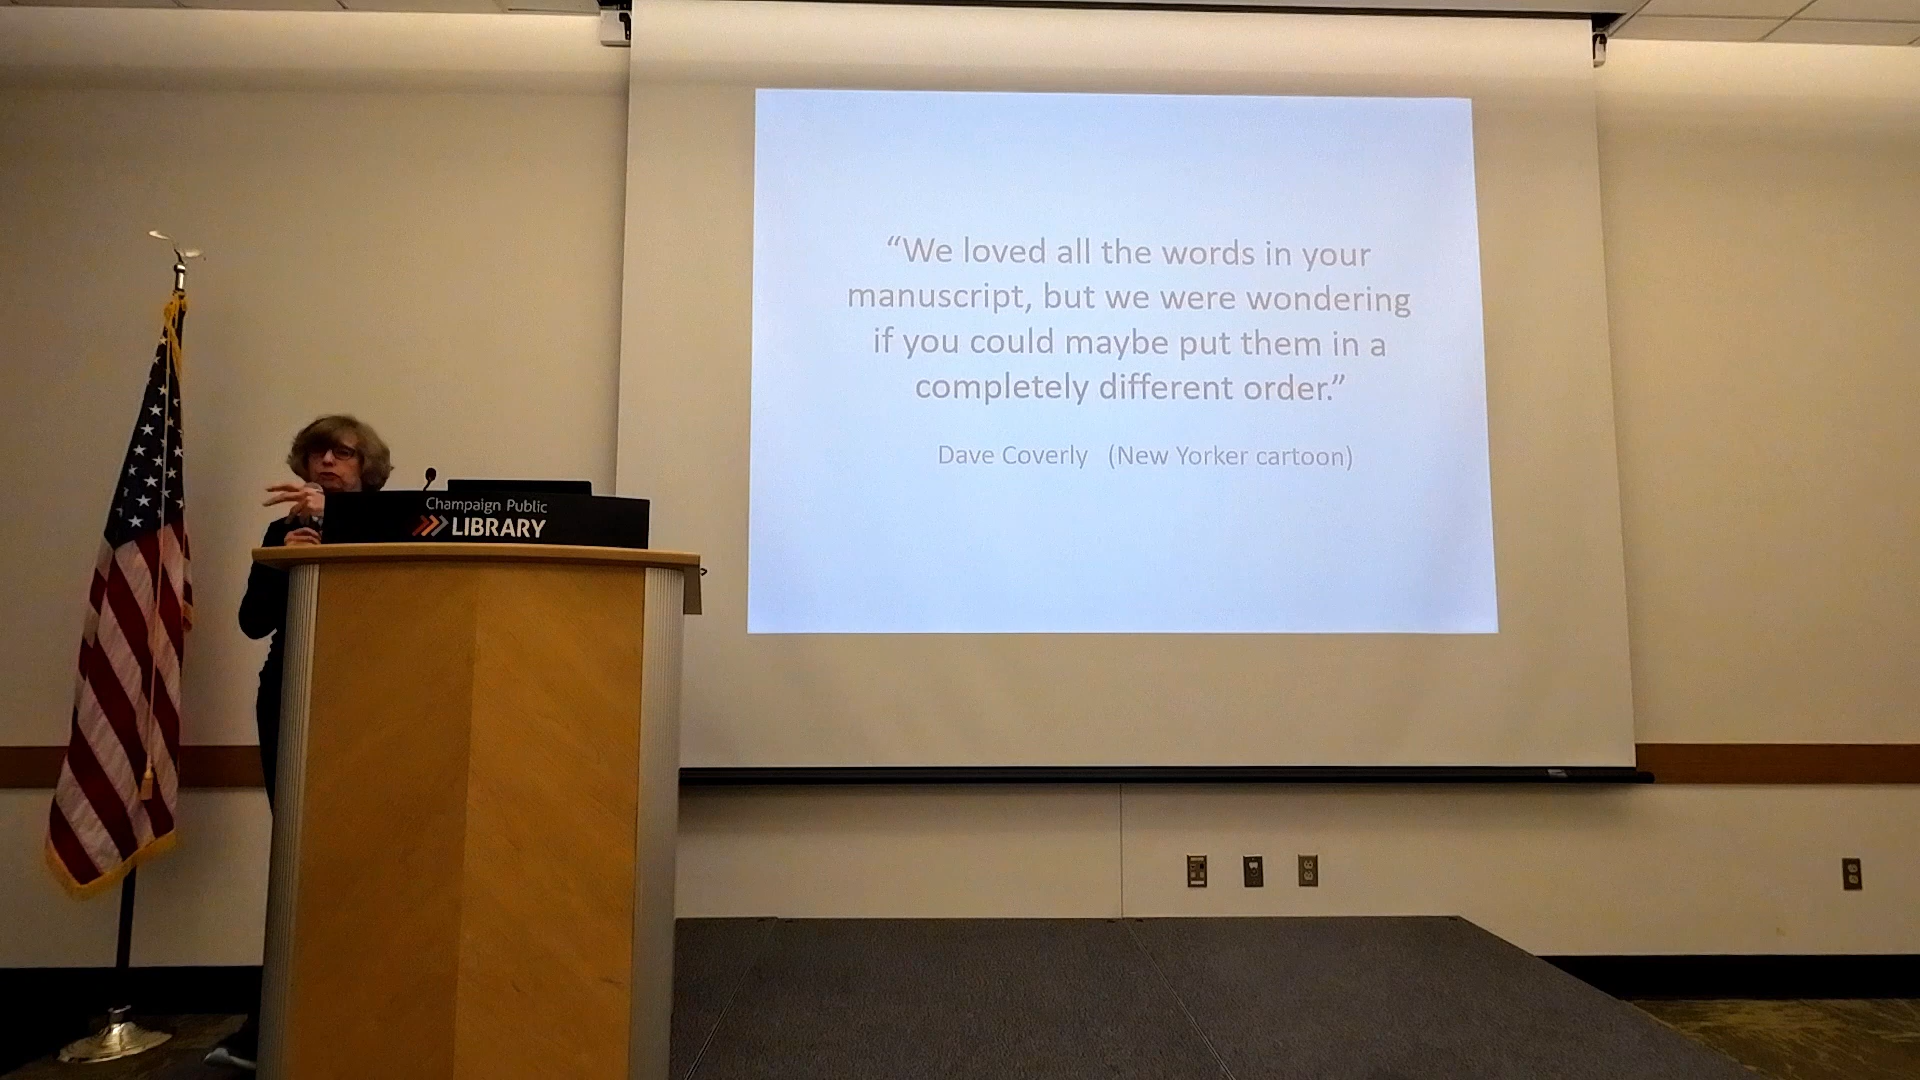 “We loved all the words in your
manuscript, but we were wondering
if you could maybe put them in a
completely different order.”
Dave Coverly (New Yorker cartoon)
Champaign Public
LIBRARY